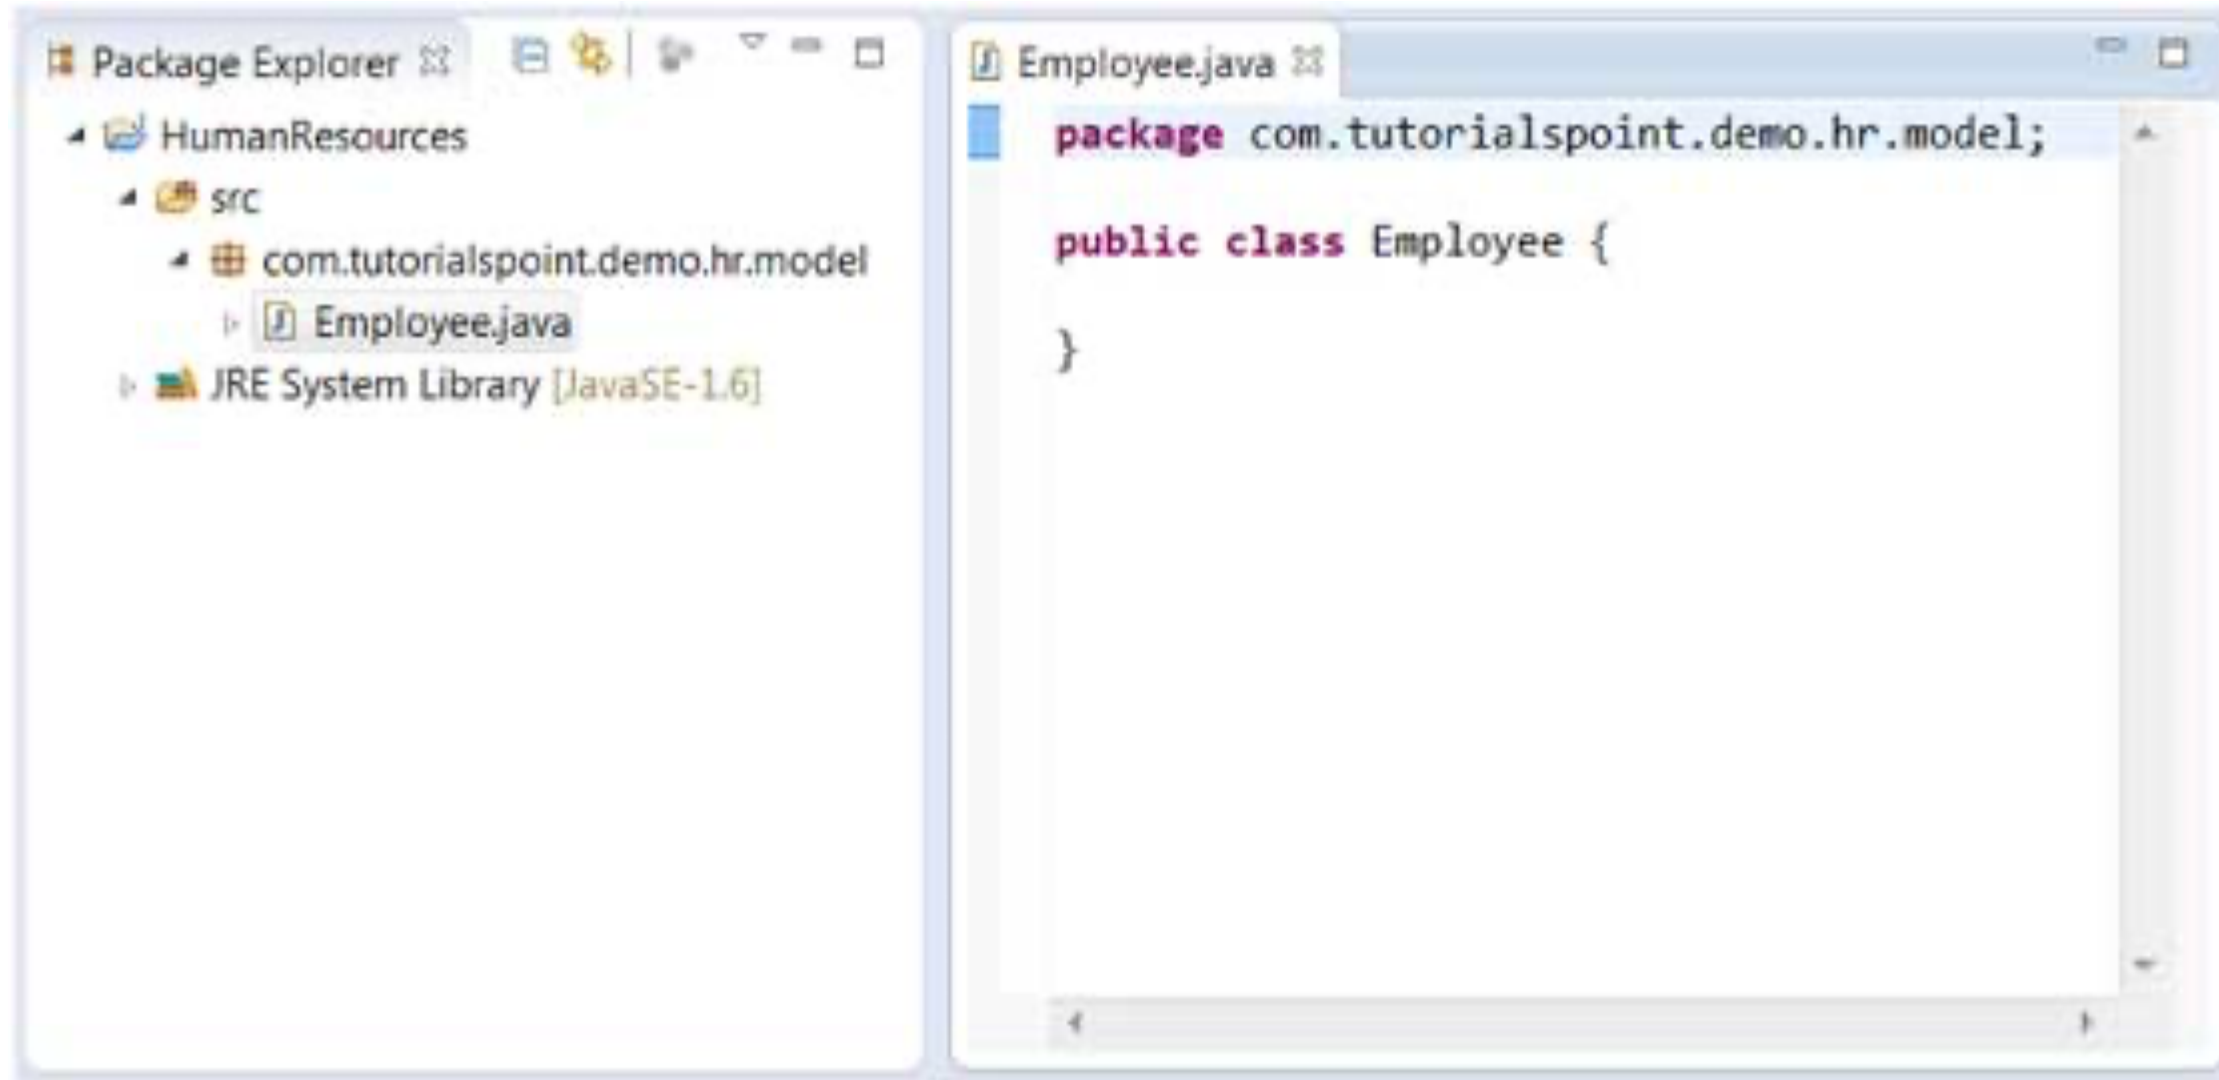 Package Explorer
HumanResources
src
com.tutorialspoint.demo.hr.model
Employee.java
JRE System Library [JavaSE-1.6]
Employee.java
package com.tutorialspoint.demo.hr.model;
public class Employee {
}